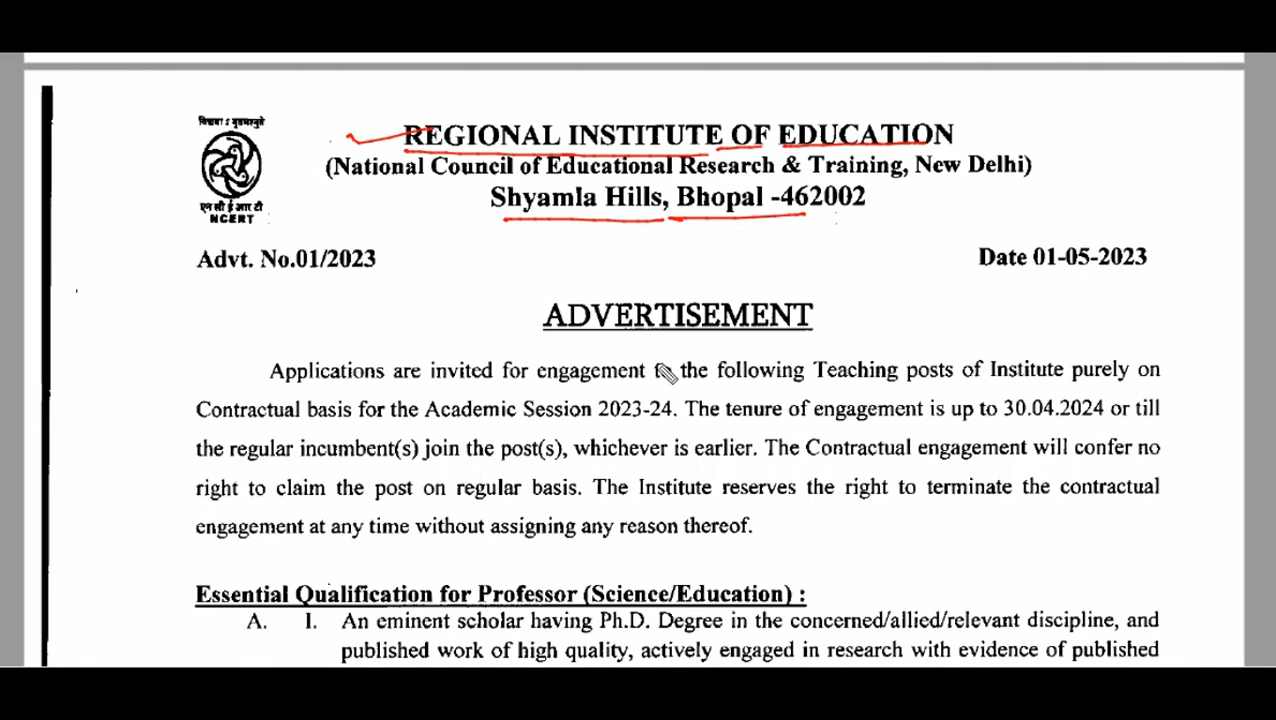 REGIONAL INSTITUTE OF EDUCATION
(National Council of Educational Research & Training, New Delhi)
Shyamla Hills, Bhopal -462002
एन सी ई आर टी
NCERT
Advt. No.01/2023
Date 01-05-2023
ADVERTISEMENT
Applications are invited for engagement the following Teaching posts of Institute purely on
Contractual basis for the Academic Session 2023-24. The tenure of engagement is up to 30.04.2024 or till
the regular incumbent(s) join the post(s), whichever is earlier. The Contractual engagement will confer no
right to claim the post on regular basis. The Institute reserves the right to terminate the contractual
engagement at any time without assigning any reason thereof.
Essential Qualification for Professor (Science/Education) :
A. I. An eminent scholar having Ph.D. Degree in the concerned/allied/relevant discipline, and
published work of high quality, actively engaged in research with evidence of published